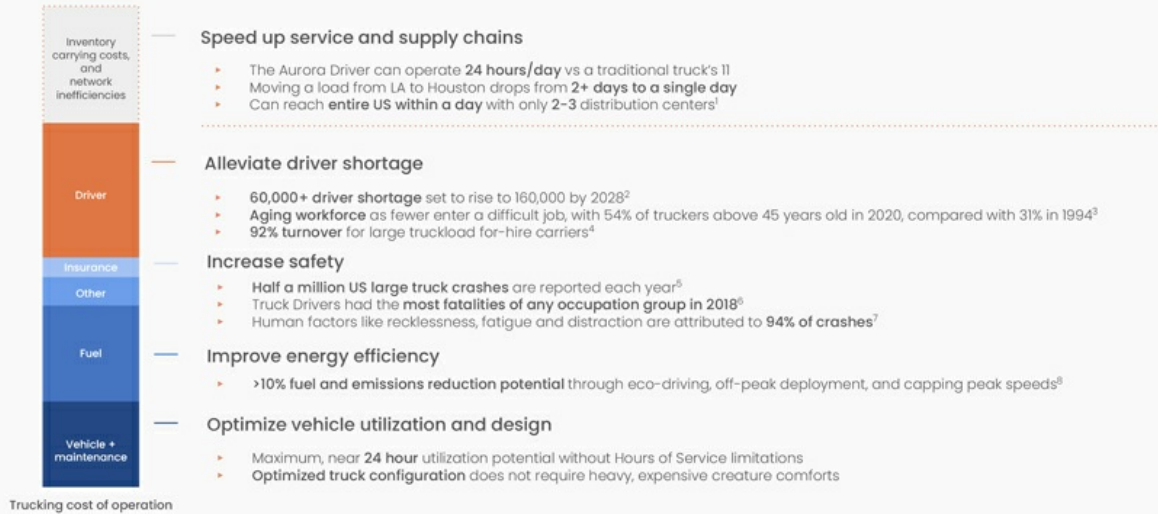 Inventory
carrying costs,
and
network
inefficiencies
Speed up service and supply chains
▸ The Aurora Driver can operate 24 hours/day vs a traditional truck's 11
▸ Moving a load from LA to Houston drops from 2+ days to a single day
▸ Can reach entire US within a day with only 2-3 distribution centers¹
Driver
Alleviate driver shortage
▸ 60,000+ driver shortage set to rise to 160,000 by 2028²
▸ Aging workforce as fewer enter a difficult job, with 54% of truckers above 45 years old in 2020, compared with 31% in 1994³
▸ 92% turnover for large truckload for-hire carriers⁴
Insurance
Other
Increase safety
▸ Half a million US large truck crashes are reported each year⁵
▸ Truck Drivers had the most fatalities of any occupation group in 2018⁶
▸ Human factors like recklessness, fatigue and distraction are attributed to 94% of crashes⁷
Fuel
Improve energy efficiency
▸ >10% fuel and emissions reduction potential through eco-driving, off-peak deployment, and capping peak speeds⁸
Vehicle +
maintenance
Optimize vehicle utilization and design
▸ Maximum, near 24 hour utilization potential without Hours of Service limitations
▸ Optimized truck configuration does not require heavy, expensive creature comforts
Trucking cost of operation